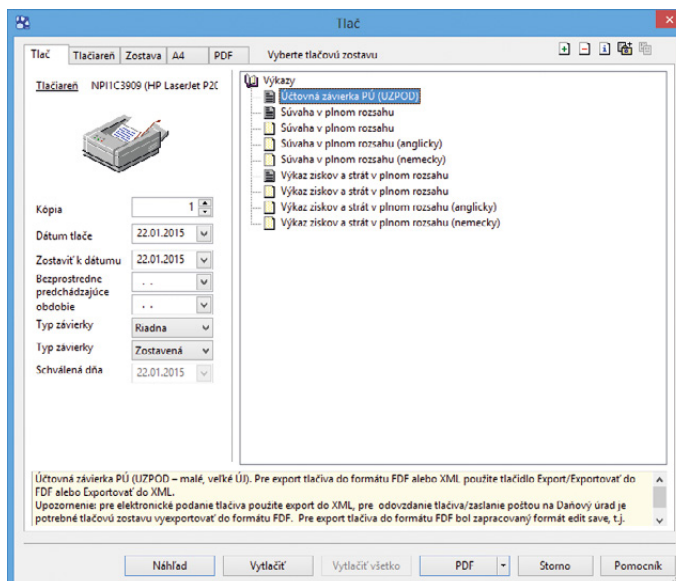 Tlač
Tlač Tlačiareň Zostava A4 PDF Vyberte tlačovú zostavu
Tlačiareň NPI1C3909 (HP LaserJet P20
Kópia 1
Dátum tlače 22.01.2015
Zostaviť k dátumu 22.01.2015
Bezprostredne
predchádzajúce
obdobie
. .
. .
Typ závierky Riadna
Typ závierky Zostavená
Schválená dňa 22.01.2015
Výkazy
Účtovná závierka PÚ (UZPOD)
Súvaha v plnom rozsahu
Súvaha v plnom rozsahu
Súvaha v plnom rozsahu (anglicky)
Súvaha v plnom rozsahu (nemecky)
Výkaz ziskov a strát v plnom rozsahu
Výkaz ziskov a strát v plnom rozsahu
Výkaz ziskov a strát v plnom rozsahu (anglicky)
Výkaz ziskov a strát v plnom rozsahu (nemecky)
Účtovná závierka PÚ (UZPOD – malé, veľké ÚJ). Pre export tlačiva do formátu FDF alebo XML použite tlačidlo Export/Exportovať do
FDF alebo Exportovať do XML.
Upozornenie: pre elektronické podanie tlačiva použite export do XML, pre odovzdanie tlačiva/zaslanie poštou na Daňový úrad je
potrebné tlačovú zostavu vyexportovať do formátu FDF. Pre export tlačiva do formátu FDF bol zapracovaný formát edit save, t.j.
Náhľad Vytlačiť Vytlačiť všetko PDF Storno Pomocník